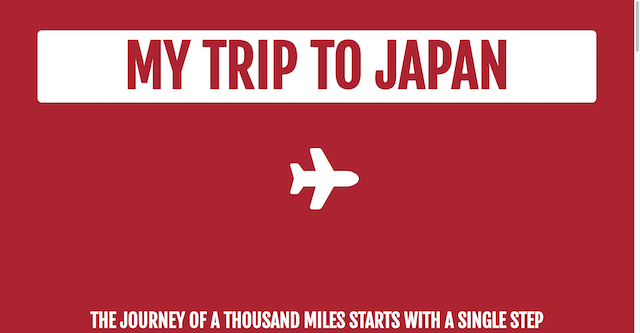 MY TRIP TO JAPAN
THE JOURNEY OF A THOUSAND MILES STARTS WITH A SINGLE STEP